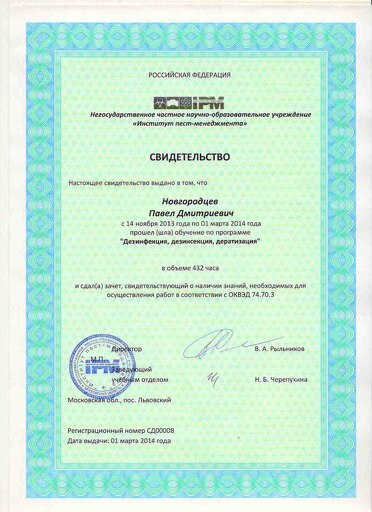 РОССИЙСКАЯ ФЕДЕРАЦИЯ
IPM
Негосударственное частное научно-образовательное учреждение
«Институт пест-менеджмента»
СВИДЕТЕЛЬСТВО
Настоящее свидетельство выдано в том, что
Новгородцев
Павел Дмитриевич
с 14 ноября 2013 года по 01 марта 2014 года
прошел (шла) обучение по программе
"Дезинфекция, дезинсекция, дератизация"
в объеме 432 часа
и сдал(а) зачет, свидетельствующий о наличии знаний, необходимых для
осуществления работ в соответствии с ОКВЭД 74.70.3
Директор В. А. Рыльников
М.П.
IPM
Заведующий
учебным отделом Н. Б. Черепухина
Московская обл., пос. Львовский
Регистрационный номер СД00008
Дата выдачи: 01 марта 2014 года